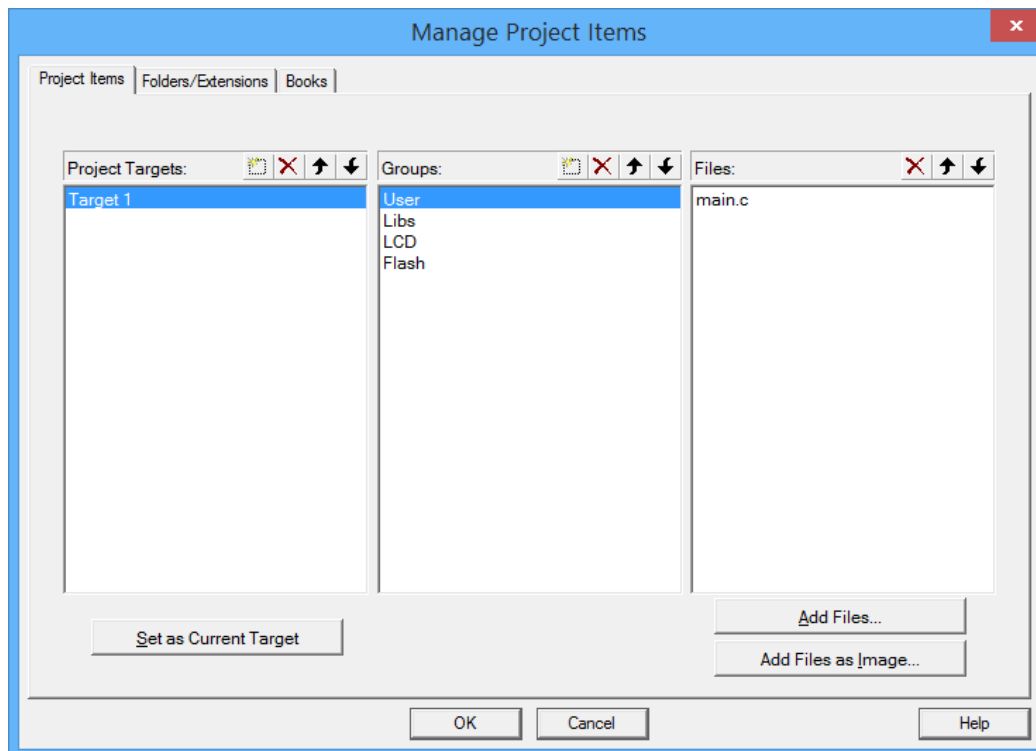 Manage Project Items
x
Project Items
Folders/Extensions
Books
Project Targets:
Groups:
Files:
Target 1
User
Libs
LCD
Flash
main.c
Set as Current Target
Add Files...
Add Files as Image...
OK
Cancel
Help